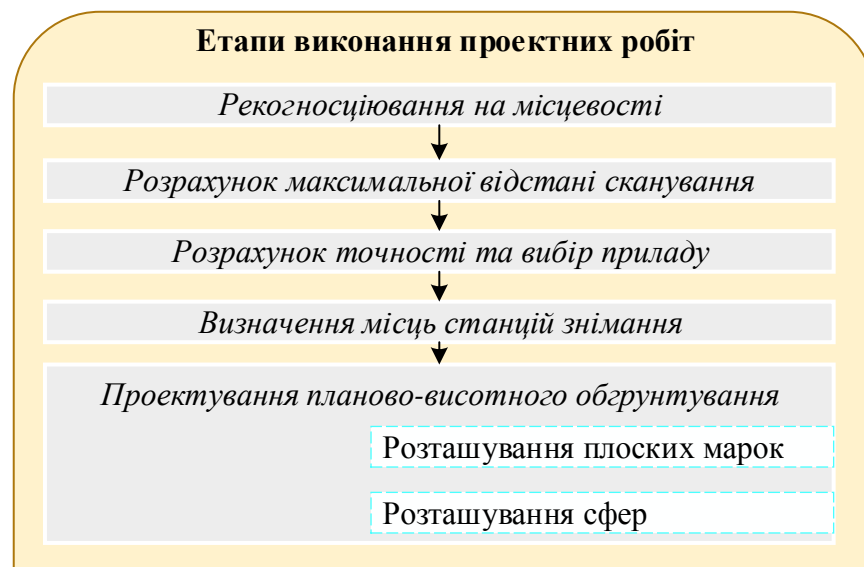 Етапи виконання проектних робіт
Рекогносціювання на місцевості
Розрахунок максимальної відстані сканування
Розрахунок точності та вибір приладу
Визначення місць станцій знімання
Проектування планово-висотного обгрунтування
Розташування плоских марок
Розташування сфер